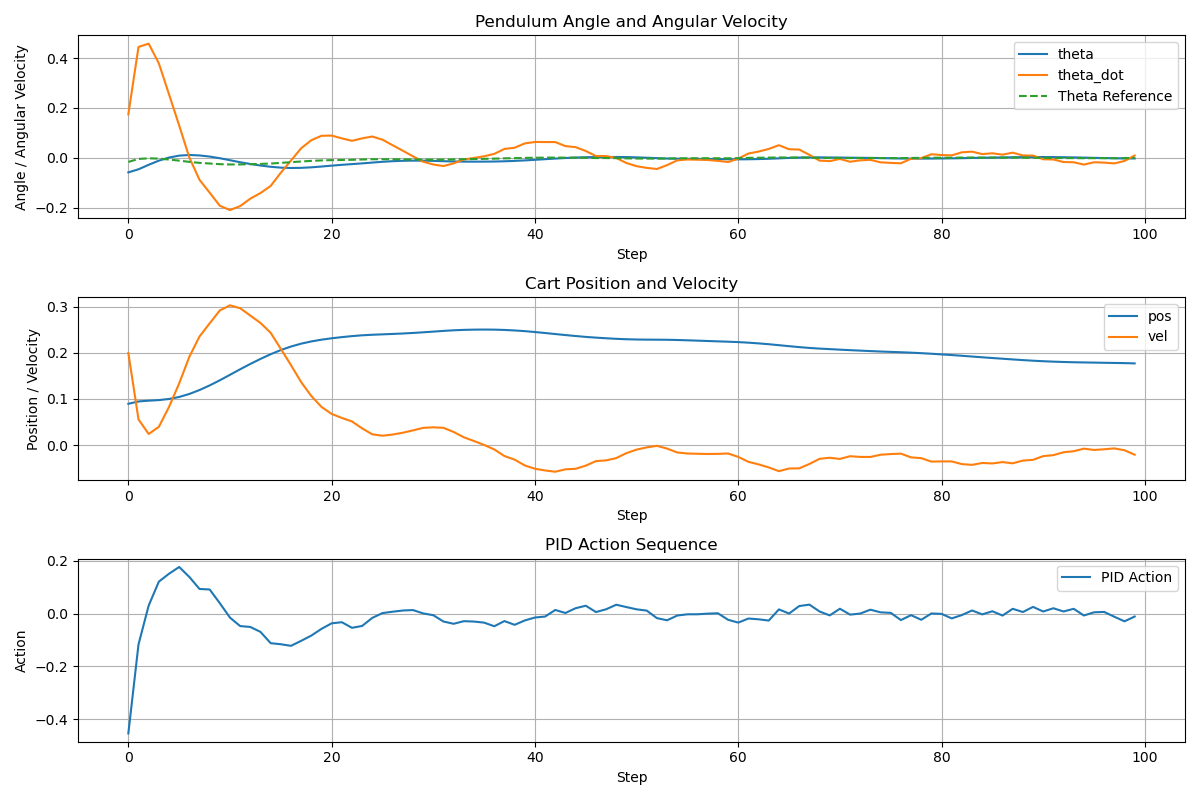 Pendulum Angle and Angular Velocity
Angle / Angular Velocity
0.4
0.2
0.0
−0.2
theta
theta_dot
Theta Reference
0 20 40 60 80 100
Step
Cart Position and Velocity
Position / Velocity
0.3
0.2
0.1
0.0
pos
vel
0 20 40 60 80 100
Step
PID Action Sequence
Action
0.2
0.0
−0.2
−0.4
PID Action
0 20 40 60 80 100
Step